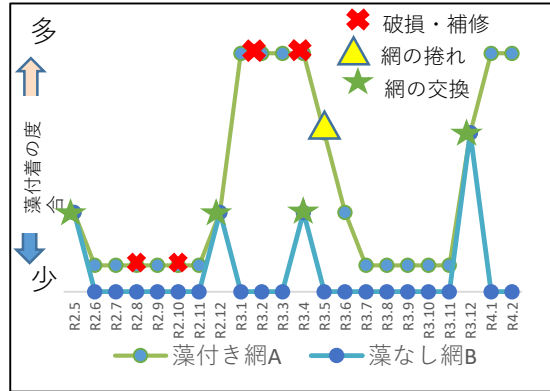 多
破損・補修
網の捲れ
網の交換
藻付着の度
合
少
R2.5
R2.6
R2.7
R2.8
R2.9
R2.10
R2.11
R2.12
R3.1
R3.2
R3.3
R3.4
R3.5
R3.6
R3.7
R3.8
R3.9
R3.10
R3.11
R3.12
R4.1
R4.2
藻付き網A
藻なし網B